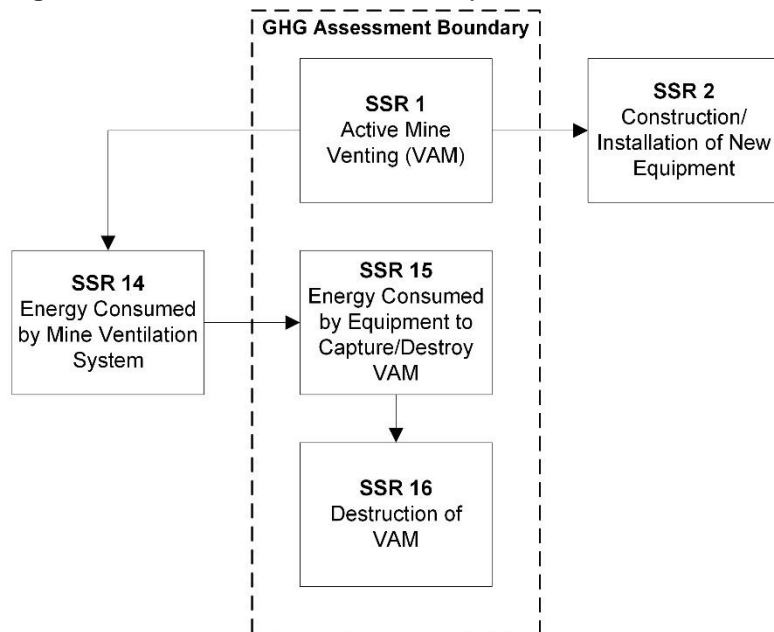 GHG Assessment Boundary
SSR 1
Active Mine
Venting (VAM)
SSR 2
Construction/
Installation of New
Equipment
SSR 14
Energy Consumed
by Mine Ventilation
System
SSR 15
Energy Consumed
by Equipment to
Capture/Destroy
VAM
SSR 16
Destruction of
VAM